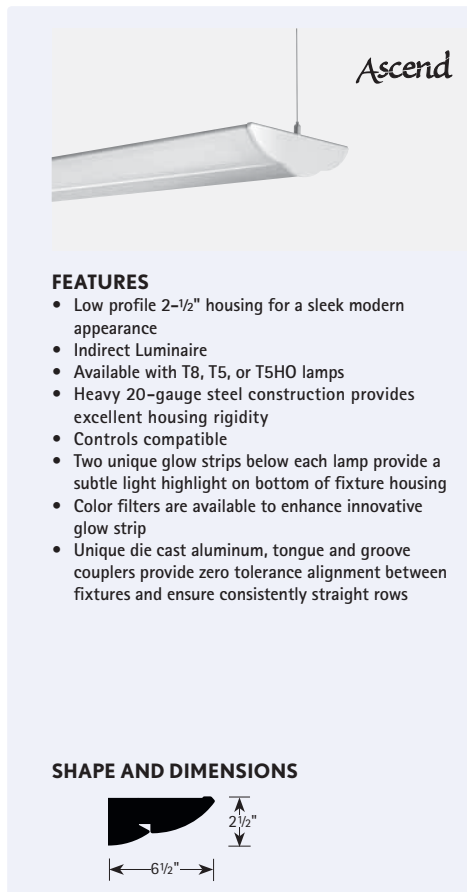 Ascend
FEATURES
• Low profile 2-1/2" housing for a sleek modern
appearance
• Indirect Luminaire
• Available with T8, T5, or T5HO lamps
• Heavy 20-gauge steel construction provides
excellent housing rigidity
• Controls compatible
• Two unique glow strips below each lamp provide a
subtle light highlight on bottom of fixture housing
• Color filters are available to enhance innovative
glow strip
• Unique die cast aluminum, tongue and groove
couplers provide zero tolerance alignment between
fixtures and ensure consistently straight rows
SHAPE AND DIMENSIONS
2 1/2"
6 1/2"